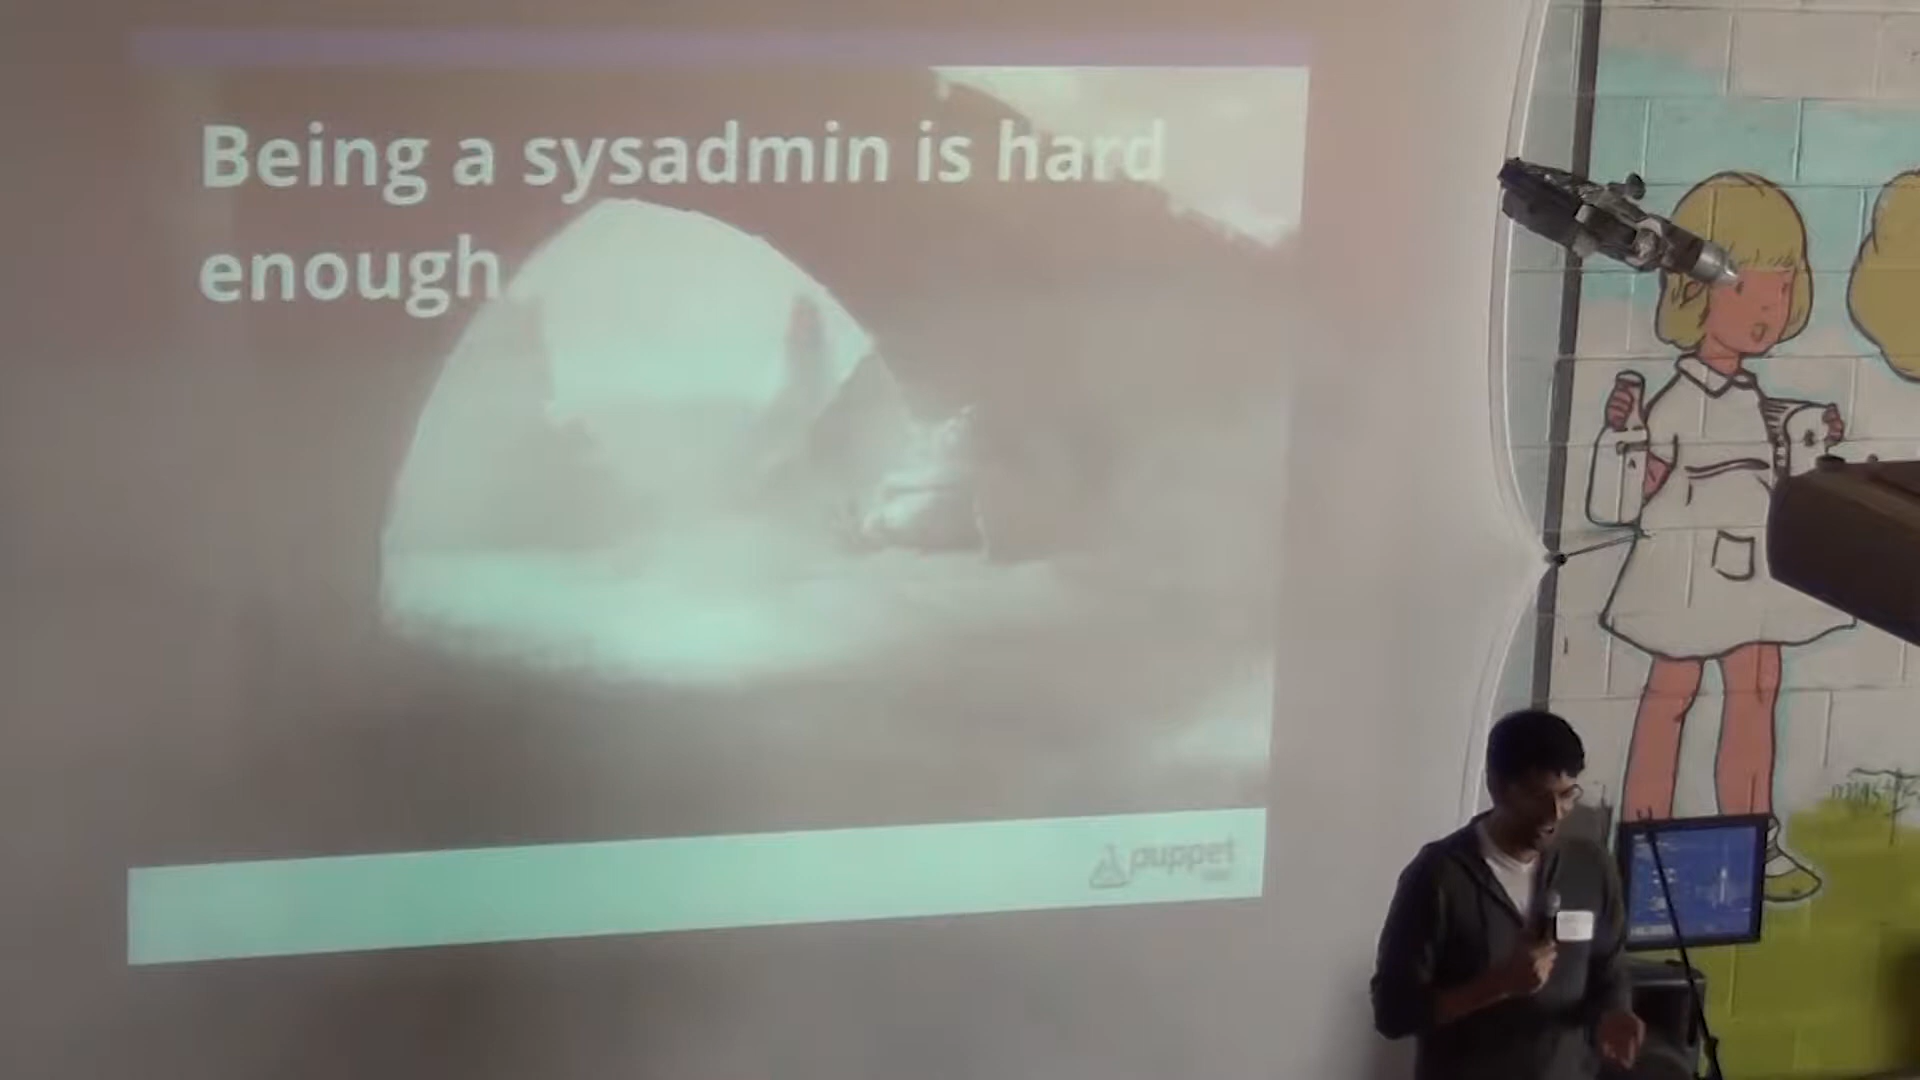 Being a sysadmin is hard
enough
puppet